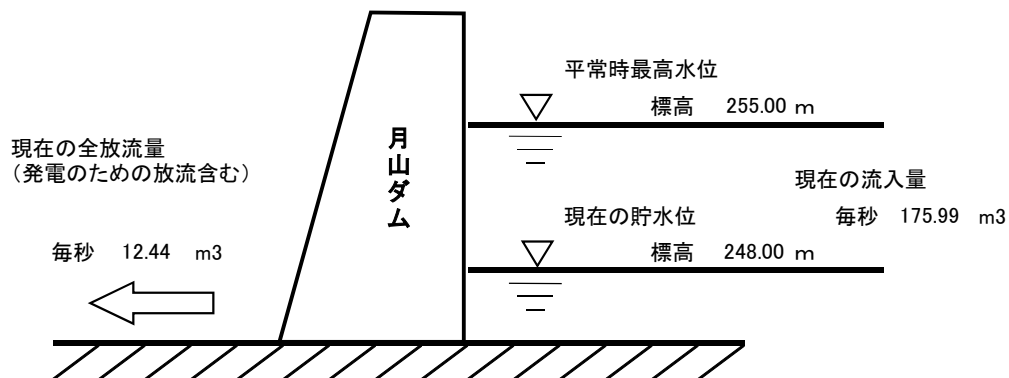 平常時最高水位
標高 255.00 m
現在の全放流量
(発電のための放流含む)
月山ダム
現在の流入量
毎秒 175.99 m3
現在の貯水位
標高 248.00 m
毎秒 12.44 m3